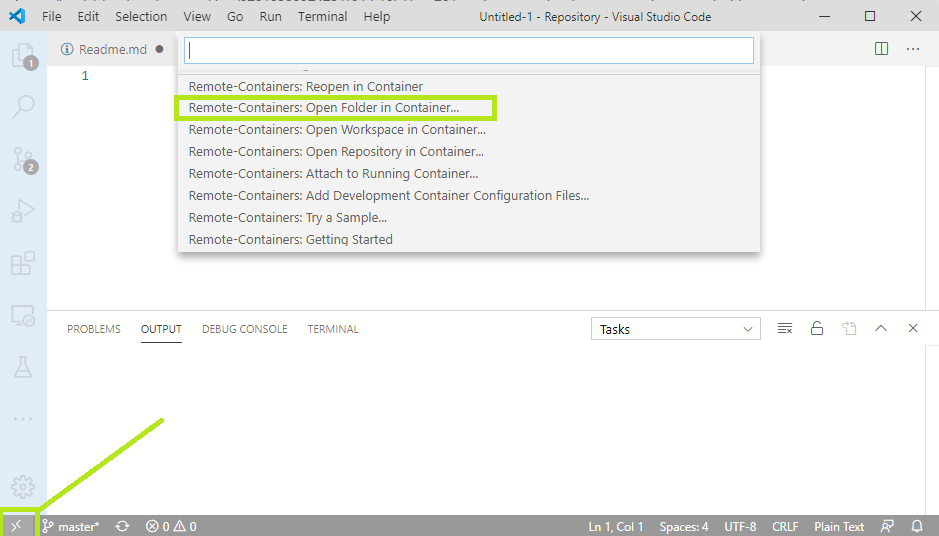 File Edit Selection View Go Run Terminal Help Untitled-1 - Repository - Visual Studio Code
Readme.md
1
1
2
Remote-Containers: Reopen in Container
Remote-Containers: Open Folder in Container...
Remote-Containers: Open Workspace in Container...
Remote-Containers: Open Repository in Container...
Remote-Containers: Attach to Running Container...
Remote-Containers: Add Development Container Configuration Files...
Remote-Containers: Try a Sample...
Remote-Containers: Getting Started
PROBLEMS OUTPUT DEBUG CONSOLE TERMINAL Tasks
master* 0 0 Ln 1, Col 1 Spaces: 4 UTF-8 CRLF Plain Text